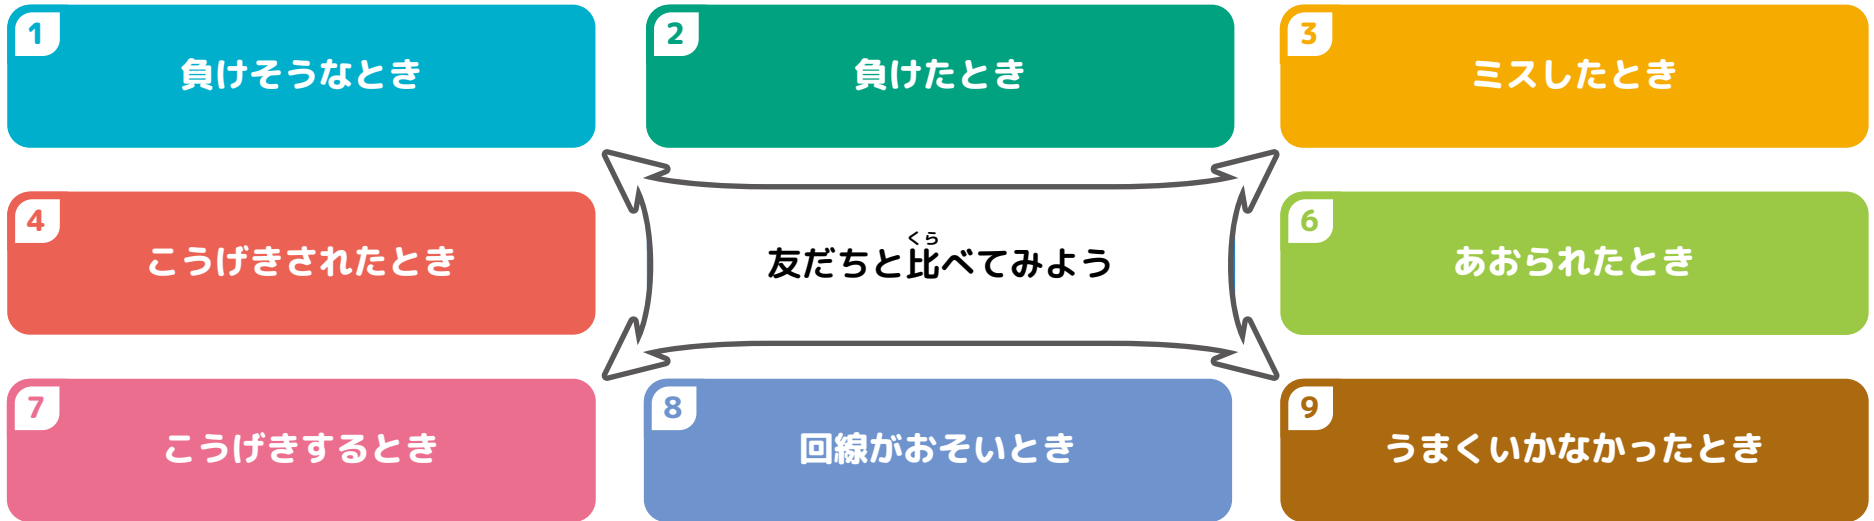 1
負けそうなとき
2
負けたとき
3
ミスしたとき
4
こうげきされたとき
くら
友だちと比べてみよう
6
あおられたとき
7
こうげきするとき
8
回線がおそいとき
9
うまくいかなかったとき